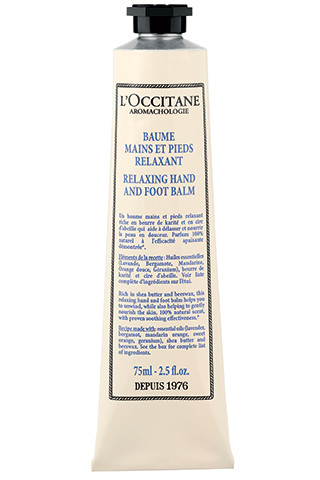 L'OCCITANE
AROMACHOLOGIE
BAUME
MAINS ET PIEDS
RELAXANT
RELAXING HAND
AND FOOT BALM
Un baume mains et pieds relaxant
riche en beurre de karité et en cire
d'abeille qui aide à délasser et nourrir
la peau en douceur. Parfum 100%
naturel à l'efficacité apaisante
démontrée*.
Eléments de la recette : Huiles essentielles
(Lavande, Bergamote, Mandarine,
Orange douce, Géranium), beurre de
karité et cire d'abeille. Voir liste
complète d'ingrédients sur l'étui.
Rich in shea butter and beeswax, this
relaxing hand and foot balm helps you
to unwind, while also helping to gently
nourish the skin. 100% natural scent,
with proven soothing effectiveness.*
Recipe made with: essential oils (lavender,
bergamot, mandarin orange, sweet
orange, geranium), shea butter and
beeswax. See the box for complete list
of ingredients.
75ml - 2.5 fl.oz.
DEPUIS 1976